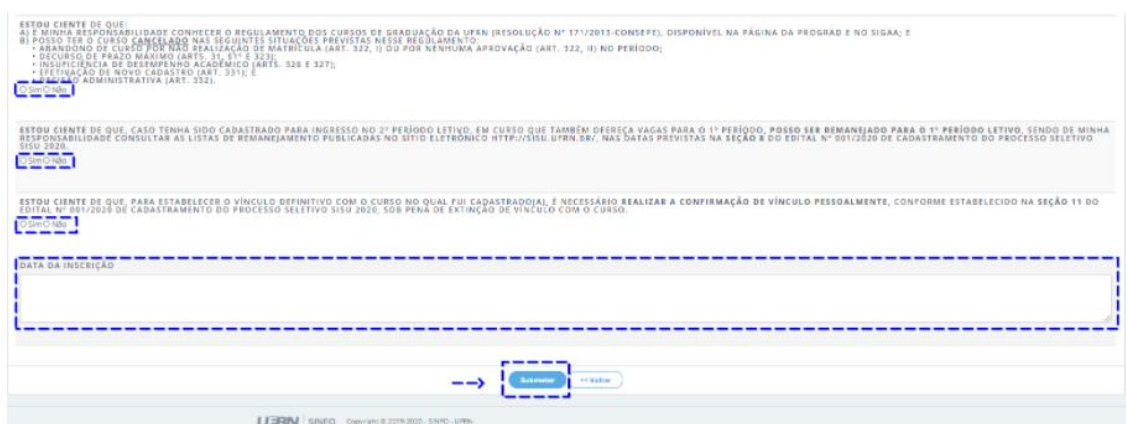 ESTOU CIENTE DE QUE:
A) É MINHA RESPONSABILIDADE CONHECER O REGULAMENTO DOS CURSOS DE GRADUAÇÃO DA UFRN (RESOLUÇÃO Nº 171/2013-CONSEPE), DISPONÍVEL NA PÁGINA DA PROGRAD E NO SIGAA; E
B) POSSO TER O CURSO CANCELADO NAS SEGUINTES SITUAÇÕES PREVISTAS NESSE REGULAMENTO:
• ABANDONO DE CURSO POR NÃO REALIZAÇÃO DE MATRÍCULA (ART. 322, I) OU POR NENHUMA APROVAÇÃO (ART. 322, II) NO PERÍODO;
• DECURSO DE PRAZO MÁXIMO (ARTS. 31, §1º E 323);
• INSUFICIÊNCIA DE DESEMPENHO ACADÊMICO (ARTS. 326 E 327);
• EFETIVAÇÃO DE NOVO CADASTRO (ART. 331); E
• DECISÃO ADMINISTRATIVA (ART. 332).
Sim Não
ESTOU CIENTE DE QUE, CASO TENHA SIDO CADASTRADO PARA INGRESSO NO 2º PERÍODO LETIVO, EM CURSO QUE TAMBÉM OFEREÇA VAGAS PARA O 1º PERÍODO, POSSO SER REMANEJADO PARA O 1º PERÍODO LETIVO, SENDO DE MINHA
RESPONSABILIDADE CONSULTAR AS LISTAS DE REMANEJAMENTO PUBLICADAS NO SÍTIO ELETRÔNICO HTTP://SISU.UFRN.BR/, NAS DATAS PREVISTAS NA SEÇÃO 8 DO EDITAL Nº 001/2020 DE CADASTRAMENTO DO PROCESSO SELETIVO
SISU 2020.
Sim Não
ESTOU CIENTE DE QUE, PARA ESTABELECER O VÍNCULO DEFINITIVO COM O CURSO NO QUAL FUI CADASTRADO(A), É NECESSÁRIO REALIZAR A CONFIRMAÇÃO DE VÍNCULO PESSOALMENTE, CONFORME ESTABELECIDO NA SEÇÃO 11 DO
EDITAL Nº 001/2020 DE CADASTRAMENTO DO PROCESSO SELETIVO SISU 2020, SOB PENA DE EXTINÇÃO DE VÍNCULO COM O CURSO.
Sim Não
DATA DA INSCRIÇÃO
Submeter << Voltar
UFRN SINFO Copyright © 2019-2020 - SINFO - UFRN.